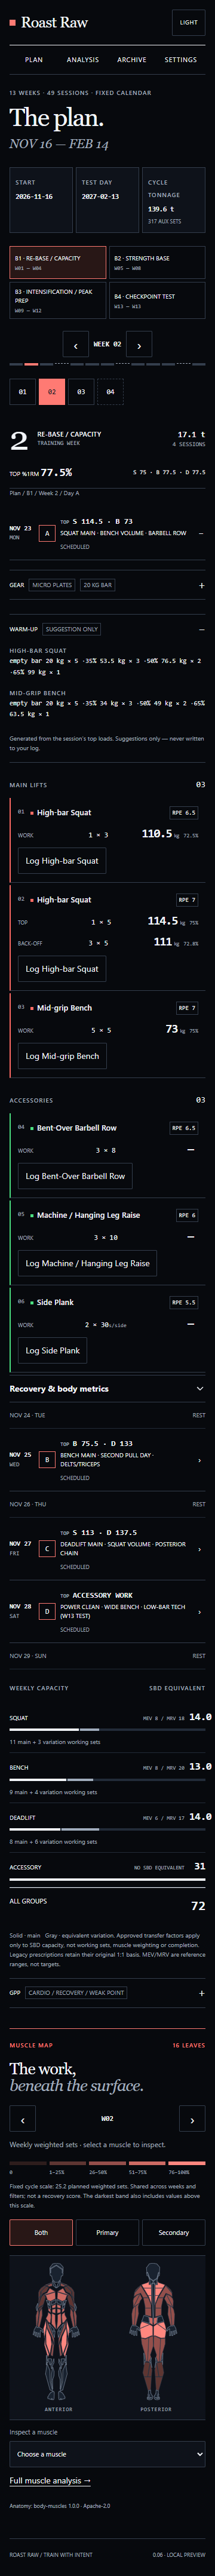 Roast Raw
LIGHT
PLAN ANALYSIS ARCHIVE SETTINGS
13 WEEKS · 49 SESSIONS · FIXED CALENDAR
The plan.
NOV 16 — FEB 14
START
2026-11-16
TEST DAY
2027-02-13
CYCLE TONNAGE
139.6 t
317 AUX SETS
B1 · RE-BASE / CAPACITY
W01 — W04
B2 · STRENGTH BASE
W05 — W08
B3 · INTENSIFICATION / PEAK PREP
W09 — W12
B4 · CHECKPOINT TEST
W13 — W13
‹ WEEK 02 ›
01 02 03 04
2
RE-BASE / CAPACITY
TRAINING WEEK
17.1 t
4 SESSIONS
TOP %1RM 77.5%
S 75 · B 77.5 · D 77.5
Plan / B1 / Week 2 / Day A
NOV 23
MON
A
TOP S 114.5 · B 73
SQUAT MAIN · BENCH VOLUME · BARBELL ROW
SCHEDULED
−
GEAR MICRO PLATES 20 KG BAR +
WARM-UP SUGGESTION ONLY −
HIGH-BAR SQUAT
empty bar 20 kg × 5 ·35% 53.5 kg × 3 ·50% 76.5 kg × 2
·65% 99 kg × 1
MID-GRIP BENCH
empty bar 20 kg × 5 ·35% 34 kg × 3 ·50% 49 kg × 2 ·65%
63.5 kg × 1
Generated from the session's top loads. Suggestions only — never written
to your log.
MAIN LIFTS 03
01 High-bar Squat RPE 6.5
WORK 1 × 3 110.5 kg 72.5%
Log High-bar Squat
02 High-bar Squat RPE 7
TOP 1 × 5 114.5 kg 75%
BACK-OFF 3 × 5 111 kg 72.8%
Log High-bar Squat
03 Mid-grip Bench RPE 7
WORK 5 × 5 73 kg 75%
Log Mid-grip Bench
ACCESSORIES 03
04 Bent-Over Barbell Row RPE 6.5
WORK 3 × 8 —
Log Bent-Over Barbell Row
05 Machine / Hanging Leg Raise RPE 6
WORK 3 × 10 —
Log Machine / Hanging Leg Raise
06 Side Plank RPE 5.5
WORK 2 × 30s/side —
Log Side Plank
Recovery & body metrics
NOV 24 · TUE REST
NOV 25
WED
B
TOP B 75.5 · D 133
BENCH MAIN · SECOND PULL DAY ·
DELTS/TRICEPS
SCHEDULED
›
NOV 26 · THU REST
NOV 27
FRI
C
TOP S 113 · D 137.5
DEADLIFT MAIN · SQUAT VOLUME · POSTERIOR
CHAIN
SCHEDULED
›
NOV 28
SAT
D
TOP ACCESSORY WORK
POWER CLEAN · WIDE BENCH · LOW-BAR TECH
(W13 TEST)
SCHEDULED
›
NOV 29 · SUN REST
WEEKLY CAPACITY SBD EQUIVALENT
SQUAT MEV 8 / MRV 18 14.0
11 main + 3 variation working sets
BENCH MEV 8 / MRV 20 13.0
9 main + 4 variation working sets
DEADLIFT MEV 6 / MRV 17 14.0
8 main + 6 variation working sets
ACCESSORY NO SBD EQUIVALENT 31
ALL GROUPS 72
Solid · main Gray · equivalent variation. Approved transfer factors apply
only to SBD capacity, not working sets, muscle weighting or completion.
Legacy prescriptions retain their original 1:1 basis. MEV/MRV are reference
ranges, not targets.
GPP CARDIO / RECOVERY / WEAK POINT +
MUSCLE MAP 16 LEAVES
The work,
beneath the surface.
‹ W02 ›
Weekly weighted sets · select a muscle to inspect.
0 1–25% 26–50% 51–75% 76–100%
Fixed cycle scale: 25.2 planned weighted sets. Shared across weeks and
filters; not a recovery score. The darkest band also includes values above
this scale.
Both Primary Secondary
ANTERIOR POSTERIOR
Inspect a muscle
Choose a muscle
Full muscle analysis →
Anatomy: body-muscles 1.0.0 · Apache-2.0
ROAST RAW / TRAIN WITH INTENT 0.06 · LOCAL PREVIEW